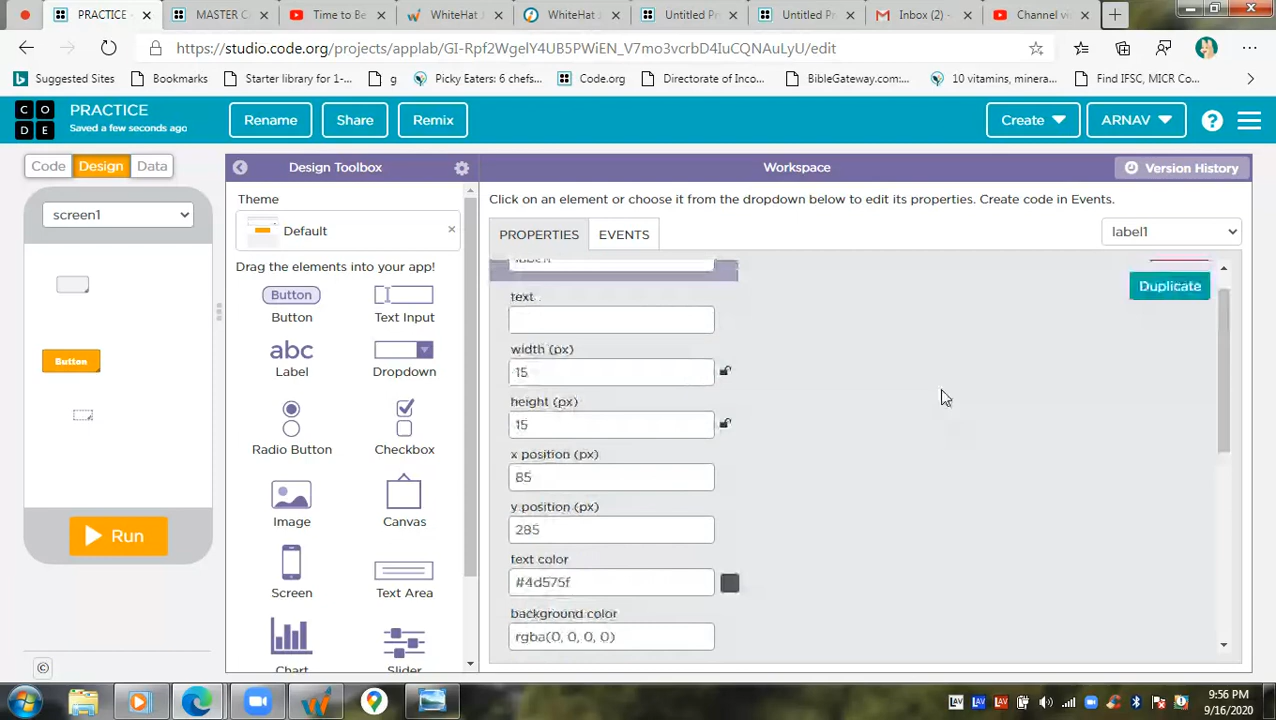 PRACTICE -
MASTER C
Time to Be
WhiteHat J
WhiteHat J
Untitled Pr
Untitled Pr
Inbox (2) -
Channel vi
https://studio.code.org/projects/applab/GI-Rpf2WgeIY4UB5PWiEN_V7mo3vcrbD4IuCQNAuLyU/edit
Suggested Sites
Bookmarks
Starter library for 1-...
g
Picky Eaters: 6 chefs...
Code.org
Directorate of Inco...
BibleGateway.com:...
10 vitamins, minera...
Find IFSC, MICR Co...
CO
DE
PRACTICE
Saved a few seconds ago
Rename
Share
Remix
Create
ARNAV
?
Code
Design
Data
Design Toolbox
Workspace
Version History
screen1
Button
Run
©
Theme
Default
Drag the elements into your app!
Button
Button
Text Input
abc
Label
Dropdown
Radio Button
Checkbox
Image
Canvas
Screen
Text Area
Chart
Slider
Click on an element or choose it from the dropdown below to edit its properties. Create code in Events.
PROPERTIES
EVENTS
label1
label1
Duplicate
text
width (px)
15
height (px)
15
x position (px)
85
y position (px)
285
text color
#4d575f
background color
rgba(0, 0, 0, 0)
9:56 PM
9/16/2020